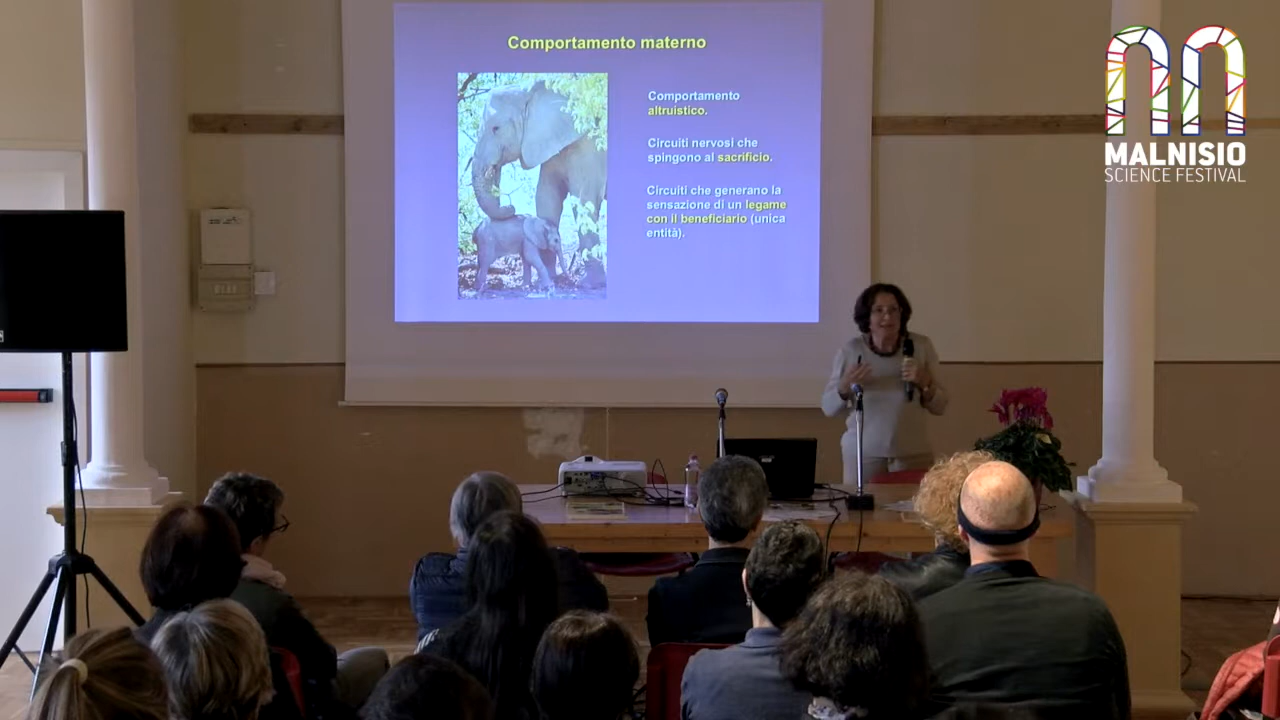 Comportamento materno
Comportamento
altruistico.
Circuiti nervosi che
spingono al sacrificio.
Circuiti che generano la
sensazione di un legame
con il beneficiario (unica
entità).
MALNISIO
SCIENCE FESTIVAL